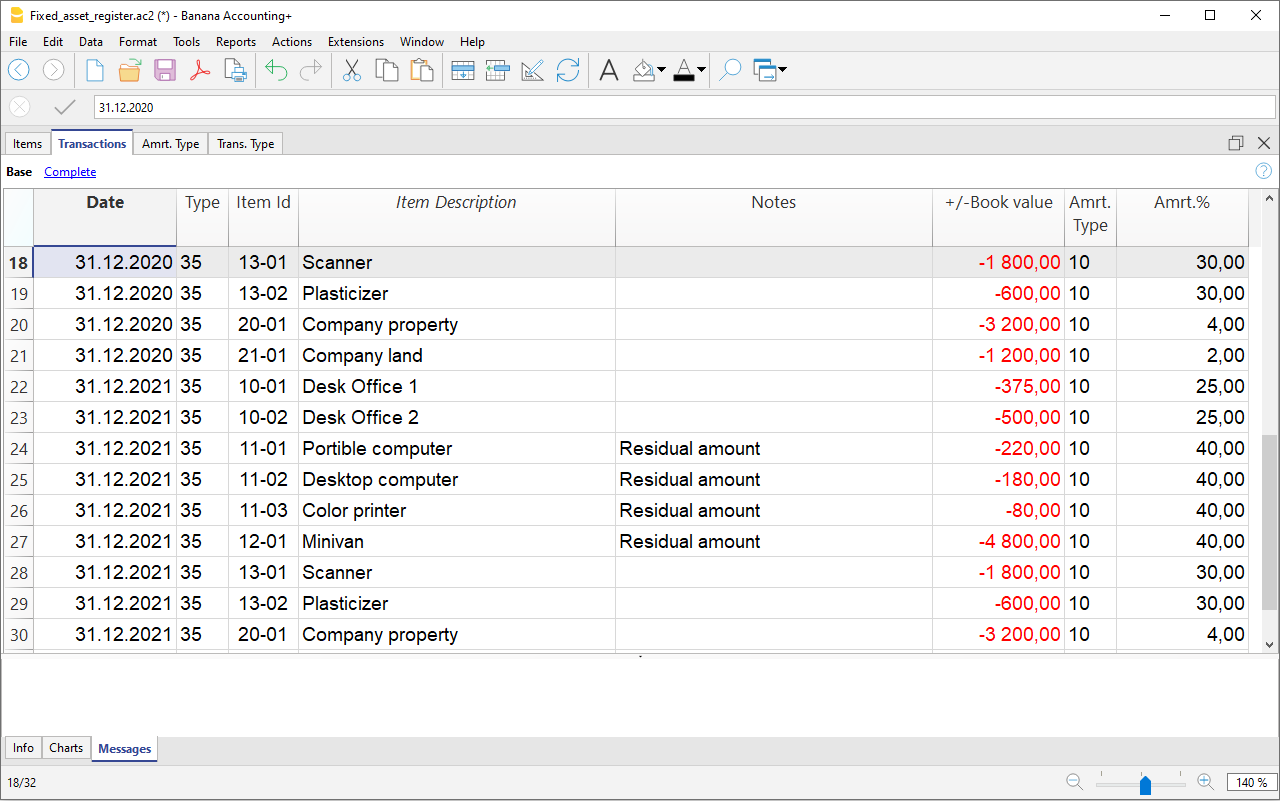 Fixed_asset_register.ac2 (*) - Banana Accounting+
File Edit Data Format Tools Reports Actions Extensions Window Help
31.12.2020
Items Transactions Amrt. Type Trans. Type
Base Complete
Date Type Item Id Item Description Notes +/-Book value Amrt. Type Amrt.%
18 31.12.2020 35 13-01 Scanner -1 800,00 10 30,00
19 31.12.2020 35 13-02 Plasticizer -600,00 10 30,00
20 31.12.2020 35 20-01 Company property -3 200,00 10 4,00
21 31.12.2020 35 21-01 Company land -1 200,00 10 2,00
22 31.12.2021 35 10-01 Desk Office 1 -375,00 10 25,00
23 31.12.2021 35 10-02 Desk Office 2 -500,00 10 25,00
24 31.12.2021 35 11-01 Portible computer Residual amount -220,00 10 40,00
25 31.12.2021 35 11-02 Desktop computer Residual amount -180,00 10 40,00
26 31.12.2021 35 11-03 Color printer Residual amount -80,00 10 40,00
27 31.12.2021 35 12-01 Minivan Residual amount -4 800,00 10 40,00
28 31.12.2021 35 13-01 Scanner -1 800,00 10 30,00
29 31.12.2021 35 13-02 Plasticizer -600,00 10 30,00
30 31.12.2021 35 20-01 Company property -3 200,00 10 4,00
Info Charts Messages
18/32 140 %